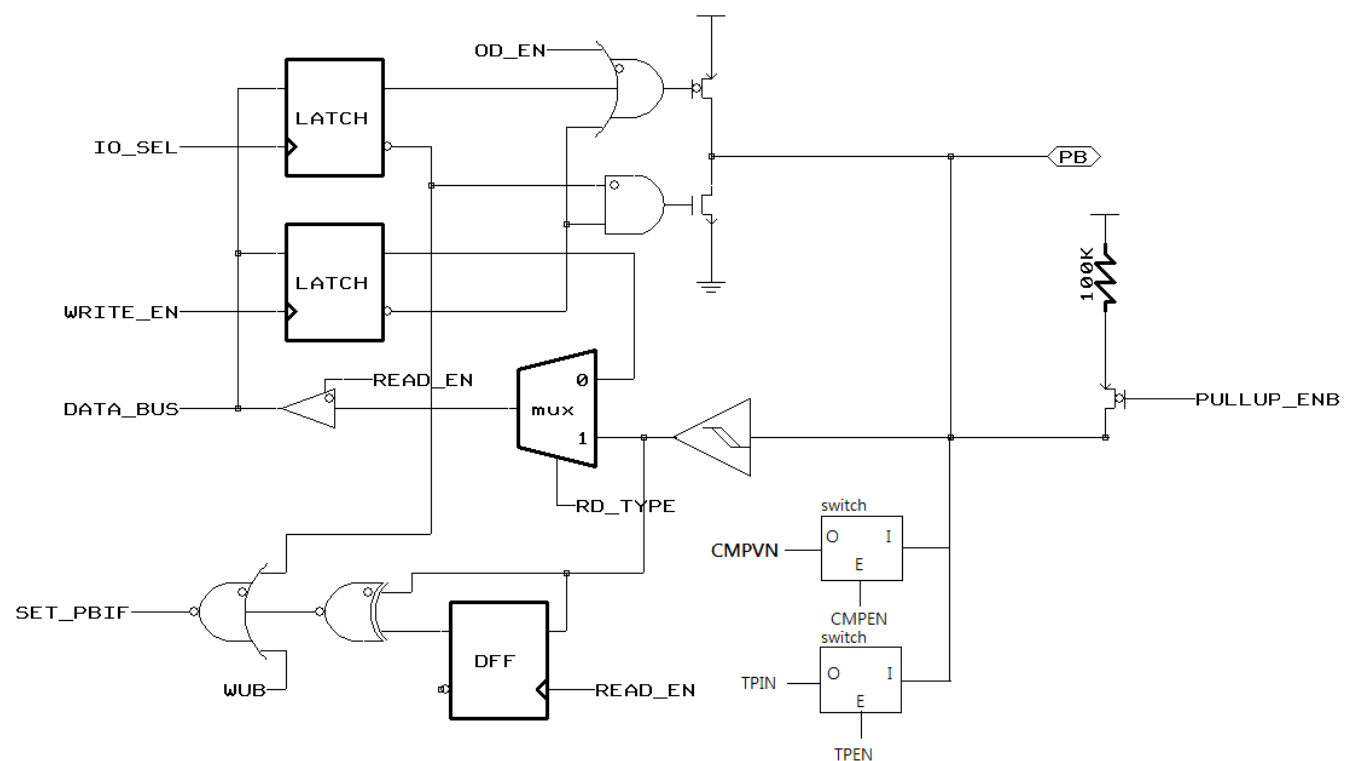 OD_EN
LATCH
IO_SEL
PB
100K
LATCH
WRITE_EN
READ_EN
0
DATA_BUS
mux
PULLUP_ENB
1
RD_TYPE
switch
O
I
CMPVN
E
CMPEN
SET_PBIF
switch
DFF
O
I
TPIN
WUB
READ_EN
E
TPEN